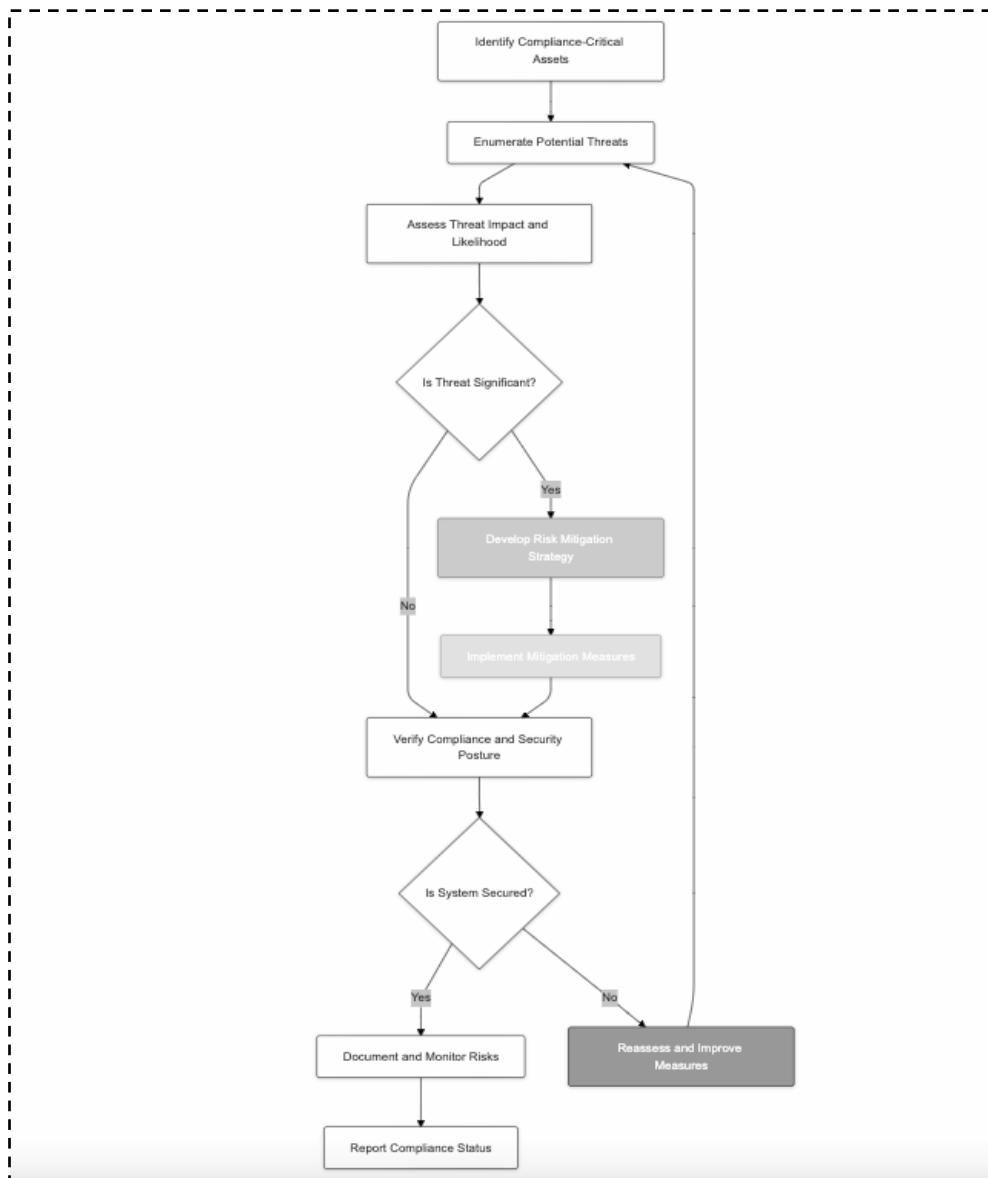 Identify Compliance-Critical
Assets
Enumerate Potential Threats
Assess Threat Impact and
Likelihood
Is Threat Significant?
Yes
Develop Risk Mitigation
Strategy
No
Implement Mitigation Measures
Verify Compliance and Security
Posture
Is System Secured?
Yes
No
Document and Monitor Risks
Reassess and Improve
Measures
Report Compliance Status